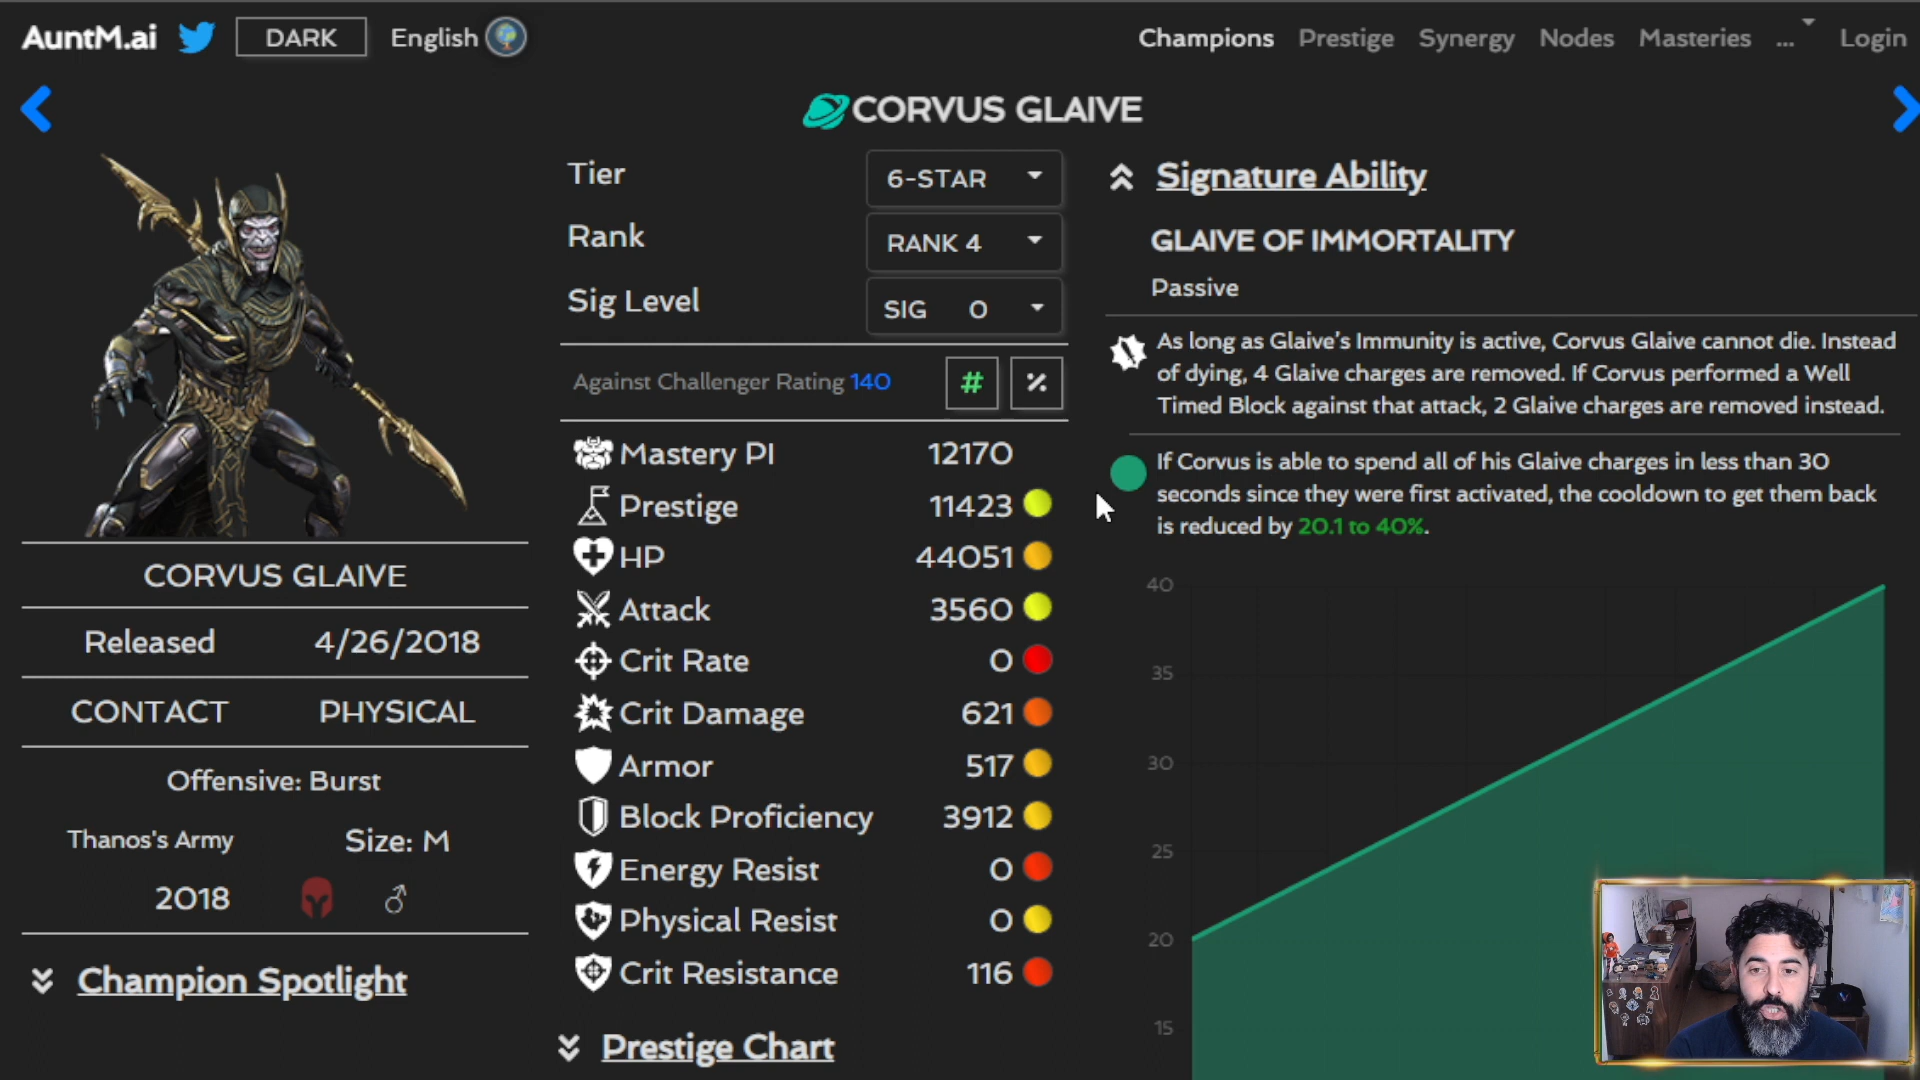 AuntM.ai DARK English Champions Prestige Synergy Nodes Masteries ... Login
CORVUS GLAIVE
Tier 6-STAR
Rank RANK 4
Sig Level SIG 0
Against Challenger Rating 140 # %
Mastery PI 12170
Prestige 11423
HP 44051
Attack 3560
Crit Rate 0
Crit Damage 621
Armor 517
Block Proficiency 3912
Energy Resist 0
Physical Resist 0
Crit Resistance 116
Prestige Chart
CORVUS GLAIVE
Released 4/26/2018
CONTACT PHYSICAL
Offensive: Burst
Thanos's Army Size: M
2018 ♂
Champion Spotlight
Signature Ability
GLAIVE OF IMMORTALITY
Passive
As long as Glaive's Immunity is active, Corvus Glaive cannot die. Instead
of dying, 4 Glaive charges are removed. If Corvus performed a Well
Timed Block against that attack, 2 Glaive charges are removed instead.
If Corvus is able to spend all of his Glaive charges in less than 30
seconds since they were first activated, the cooldown to get them back
is reduced by 20.1 to 40%.
40
35
30
25
20
15